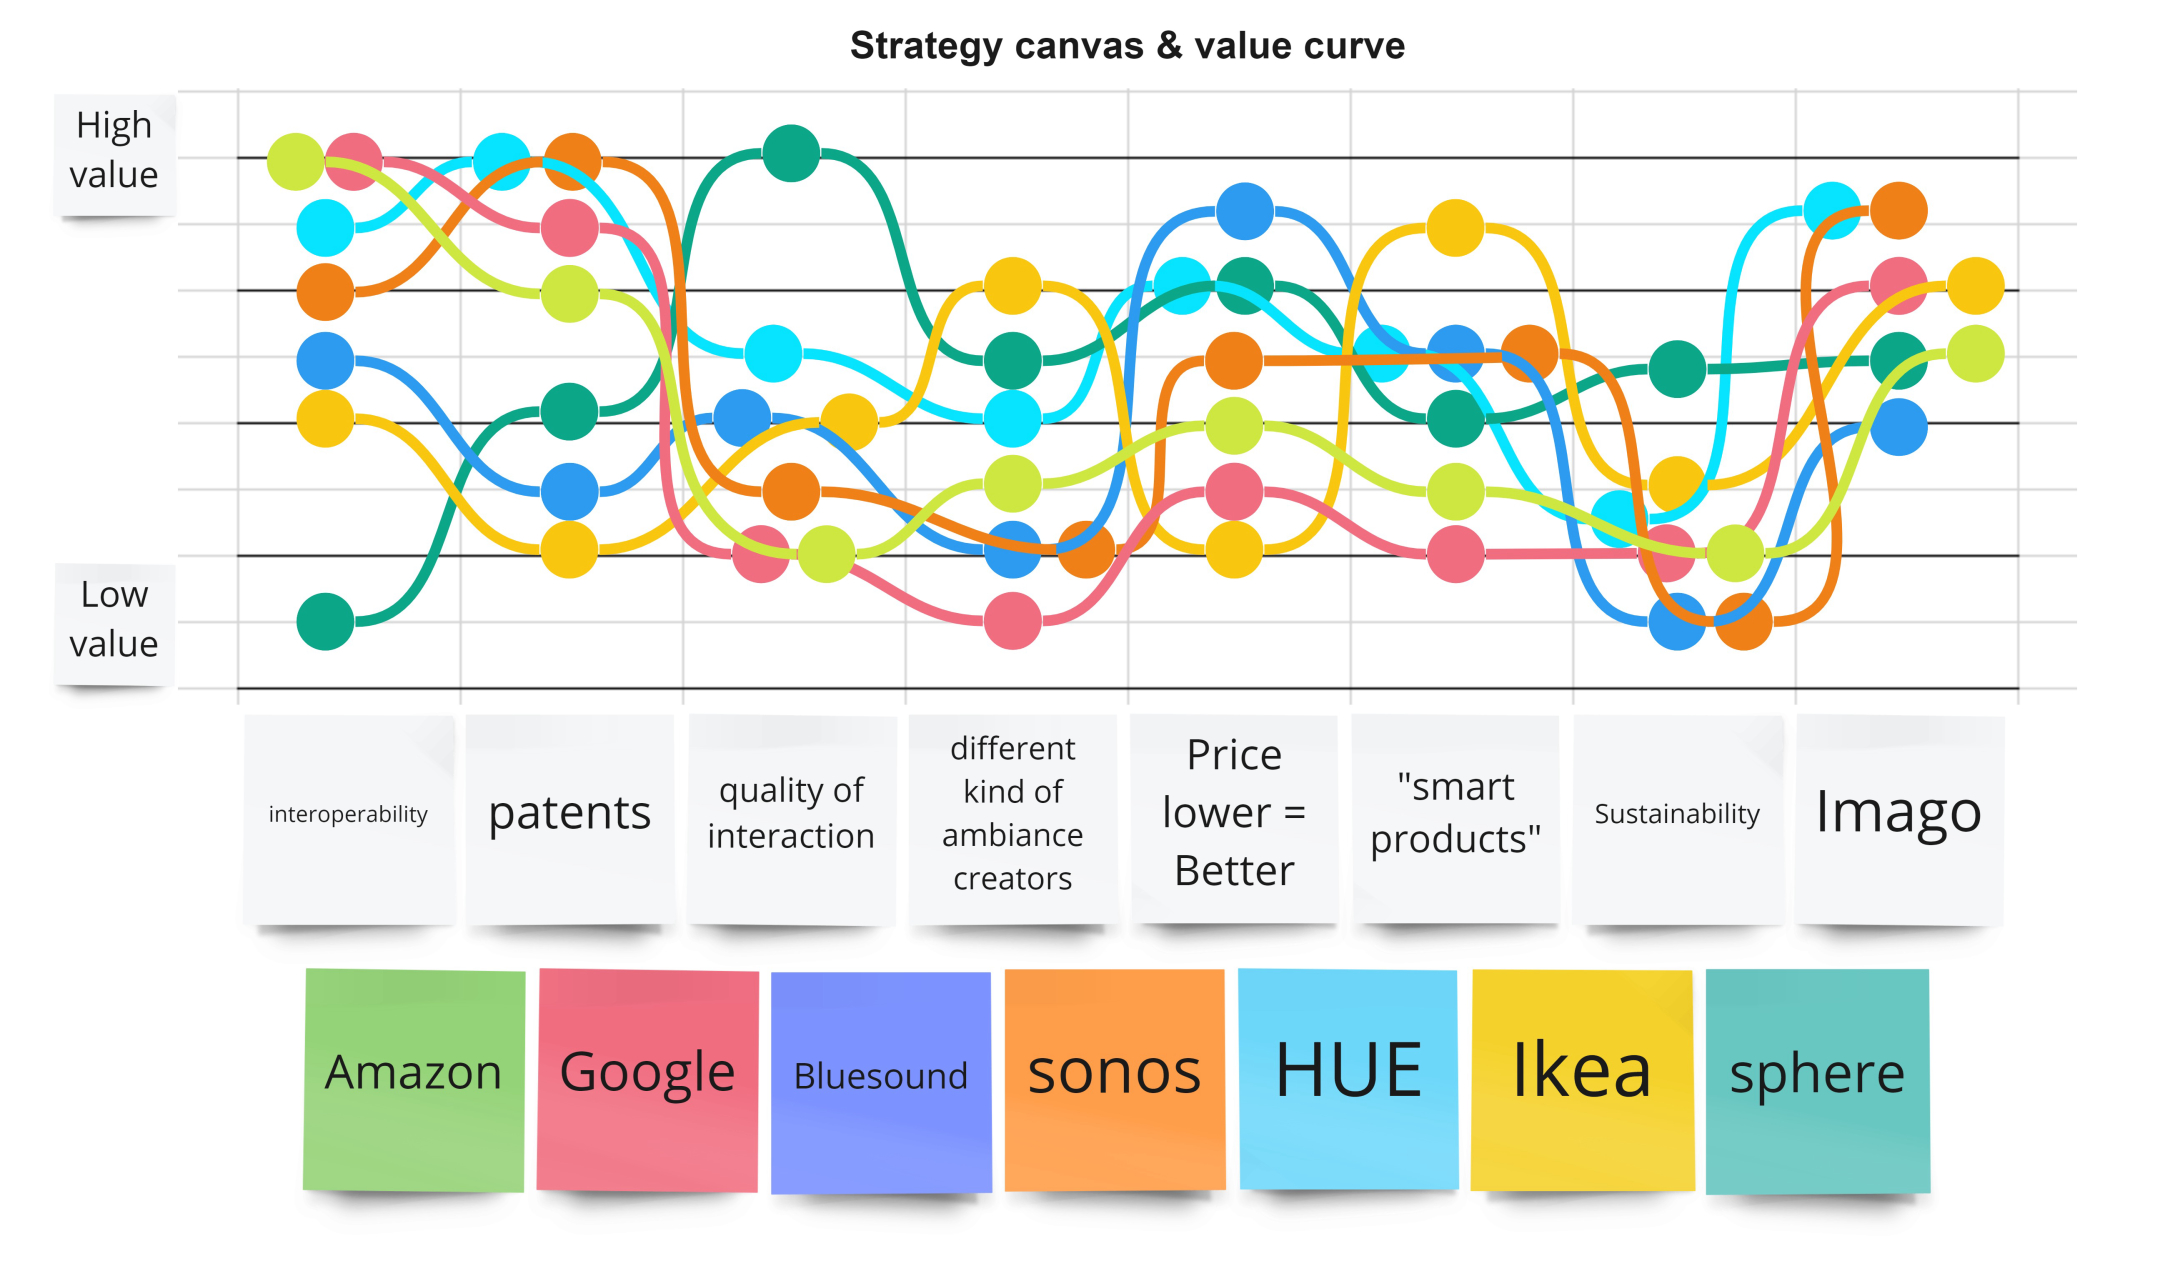 Strategy canvas & value curve
High
value
Low
value
interoperability
patents
quality of
interaction
different
kind of
ambiance
creators
Price
lower =
Better
"smart
products"
Sustainability
Imago
Amazon
Google
Bluesound
sonos
HUE
Ikea
sphere